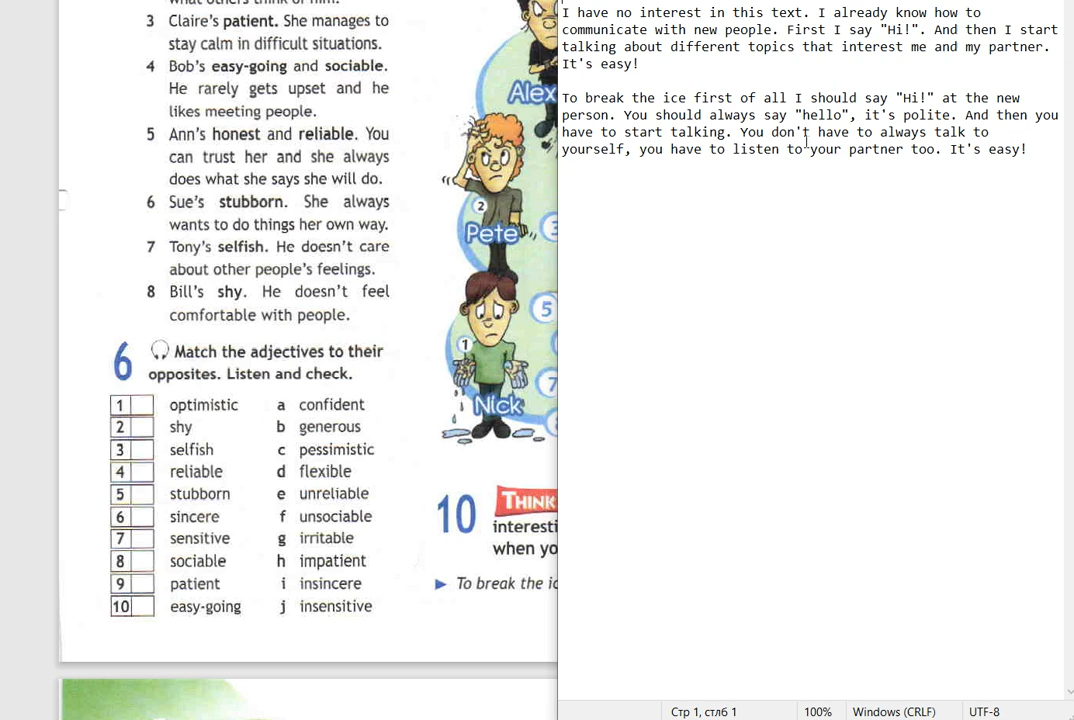 3 Claire's patient. She manages to
stay calm in difficult situations.
4 Bob's easy-going and sociable.
He rarely gets upset and he
likes meeting people.
5 Ann's honest and reliable. You
can trust her and she always
does what she says she will do.
6 Sue's stubborn. She always
wants to do things her own way.
7 Tony's selfish. He doesn't care
about other people's feelings.
8 Bill's shy. He doesn't feel
comfortable with people.
6 Match the adjectives to their
opposites. Listen and check.
1 optimistic a confident
2 shy b generous
3 selfish c pessimistic
4 reliable d flexible
5 stubborn e unreliable
6 sincere f unsociable
7 sensitive g irritable
8 sociable h impatient
9 patient i insincere
10 easy-going j insensitive
Alex
2
Pete
3
5
1
7
Nick
10 THINK
interesti
when yo
To break the ic
I have no interest in this text. I already know how to
communicate with new people. First I say "Hi!". And then I start
talking about different topics that interest me and my partner.
It's easy!
To break the ice first of all I should say "Hi!" at the new
person. You should always say "hello", it's polite. And then you
have to start talking. You don't have to always talk to
yourself, you have to listen to your partner too. It's easy!
Стр 1, стлб 1 100% Windows (CRLF) UTF-8